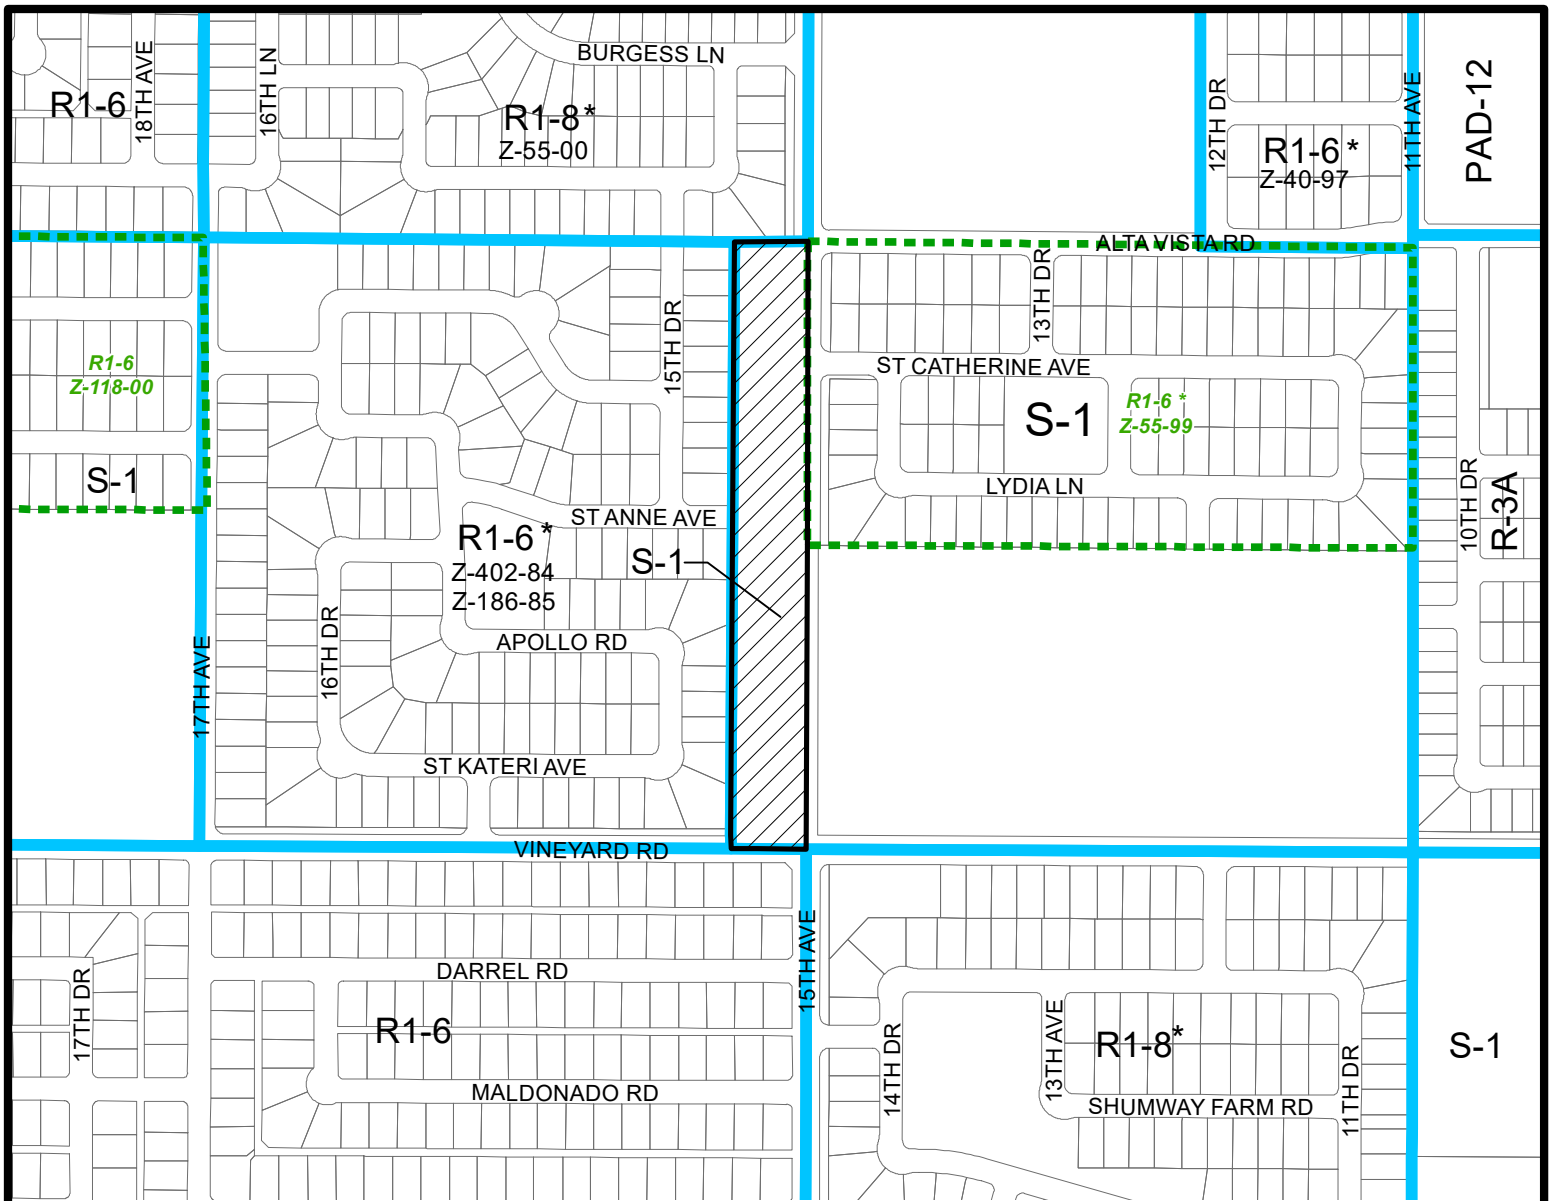 BURGESS LN
18TH AVE
16TH LN
R1-6
R1-8*
Z-55-00
12TH DR
11TH AVE
R1-6*
Z-40-97
PAD-12
ALTA VISTA RD
13TH DR
15TH DR
R1-6
Z-118-00
ST CATHERINE AVE
S-1
R1-6 *
Z-55-99
S-1
LYDIA LN
10TH DR
R-3A
ST ANNE AVE
R1-6*
Z-402-84
Z-186-85
S-1
APOLLO RD
16TH DR
17TH AVE
ST KATERI AVE
VINEYARD RD
15TH AVE
DARREL RD
17TH DR
R1-6
14TH DR
13TH AVE
R1-8*
11TH DR
S-1
MALDONADO RD
SHUMWAY FARM RD